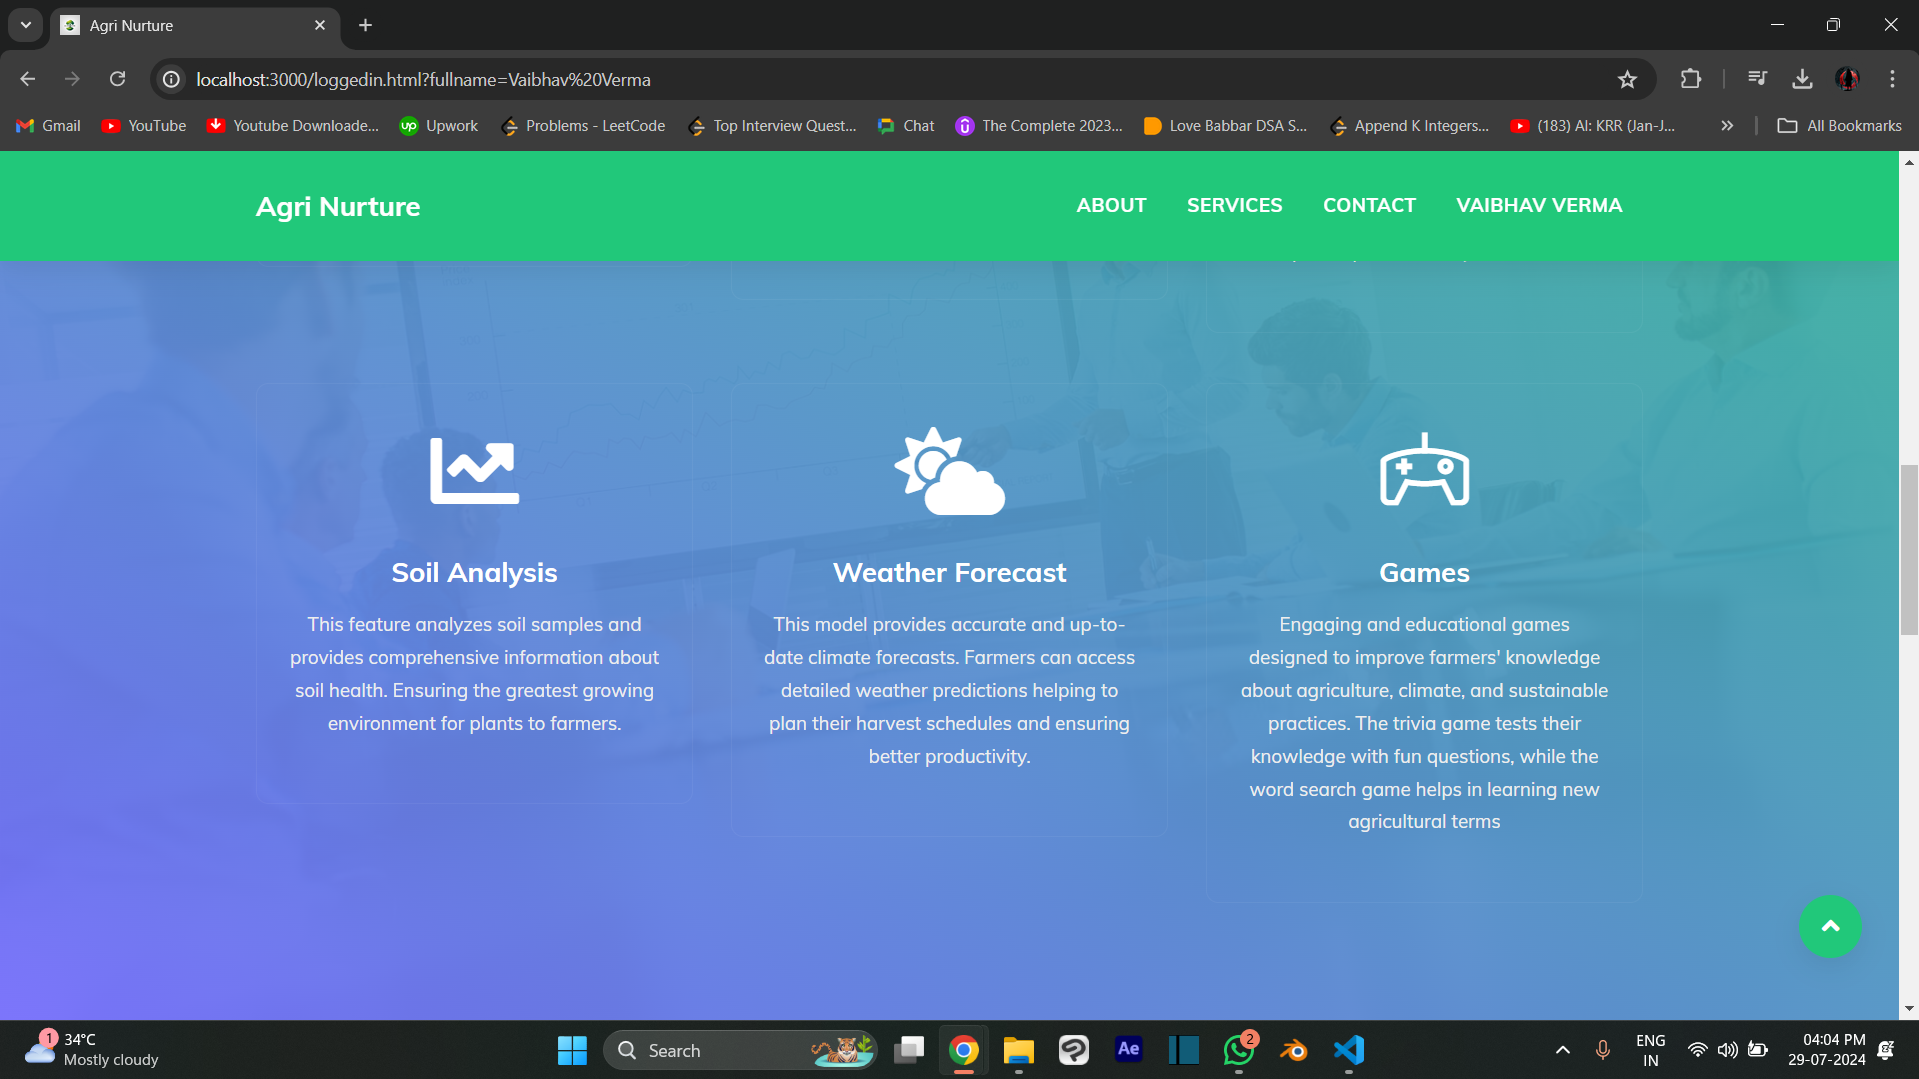 Agri Nurture
localhost:3000/loggedin.html?fullname=Vaibhav%20Verma
Gmail
YouTube
Youtube Downloade...
Upwork
Problems - LeetCode
Top Interview Quest...
Chat
The Complete 2023...
Love Babbar DSA S...
Append K Integers...
(183) AI: KRR (Jan-J...
All Bookmarks
Agri Nurture
ABOUT
SERVICES
CONTACT
VAIBHAV VERMA
Soil Analysis
This feature analyzes soil samples and
provides comprehensive information about
soil health. Ensuring the greatest growing
environment for plants to farmers.
Weather Forecast
This model provides accurate and up-to-
date climate forecasts. Farmers can access
detailed weather predictions helping to
plan their harvest schedules and ensuring
better productivity.
Games
Engaging and educational games
designed to improve farmers' knowledge
about agriculture, climate, and sustainable
practices. The trivia game tests their
knowledge with fun questions, while the
word search game helps in learning new
agricultural terms
1
34°C
Mostly cloudy
Search
Ae
2
ENG
IN
04:04 PM
29-07-2024